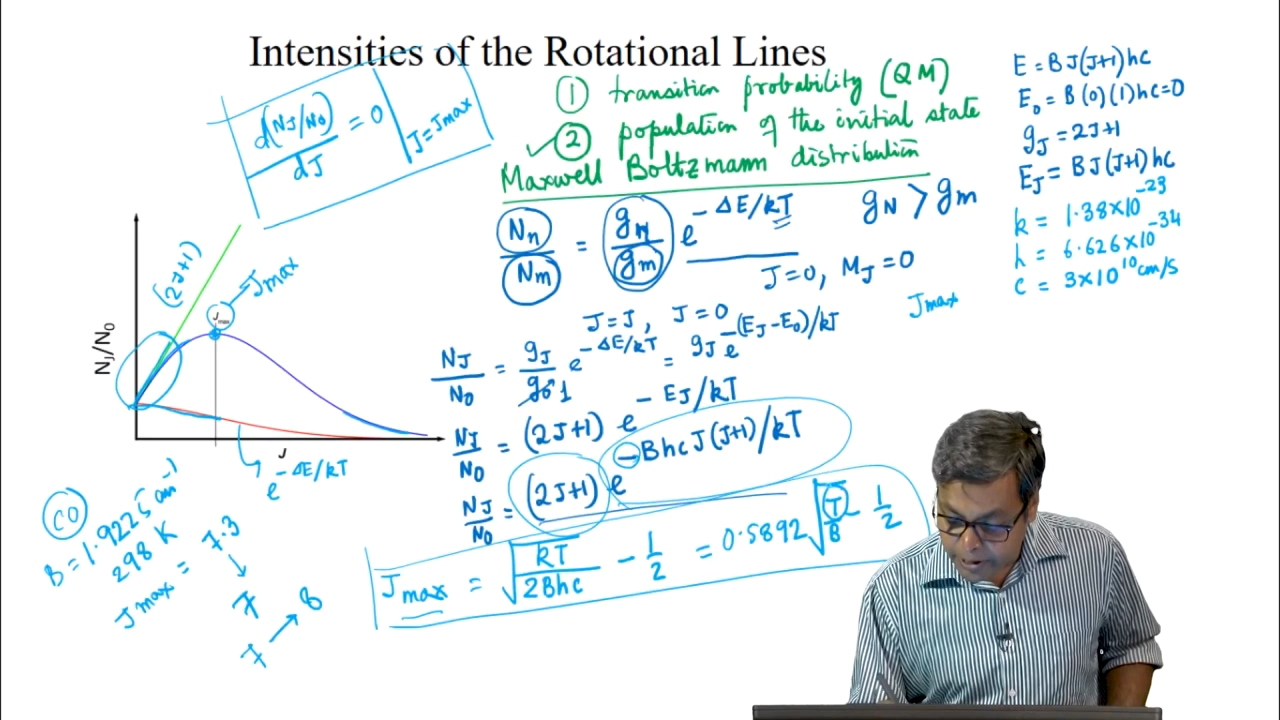 Intensities of the Rotational Lines
d(NJ/N0)/dJ = 0 | J=Jmax
① transition probability (QM)
✓② population of the initial state
Maxwell Boltzmann distribution
Nn/Nm = gn/gm e^-ΔE/kT   gN > gm
J=0, MJ=0
J=J, J=0
NJ/N0 = gJ/g0 1 e^-ΔE/kT = gJ e^-(EJ-E0)/kT
NJ/N0 = (2J+1) e^-EJ/kT
NJ/N0 = (2J+1) e^-BhcJ(J+1)/kT
Jmax = √(kT/2Bhc) - 1/2 = 0.5892 √(T/B) - 1/2
E = BJ(J+1)hc
E0 = B(0)(1)hc=0
gJ = 2J+1
EJ = BJ(J+1)hc
k = 1.38×10^-23
h = 6.626×10^-34
c = 3×10^10 cm/s
Jmax
(2J+1)
Jmax
Jmax
NJ/N0
J
e^-ΔE/kT
CO
B=1.9225 cm^-1
298 K
Jmax = 7.3
↓
7
7 → 8